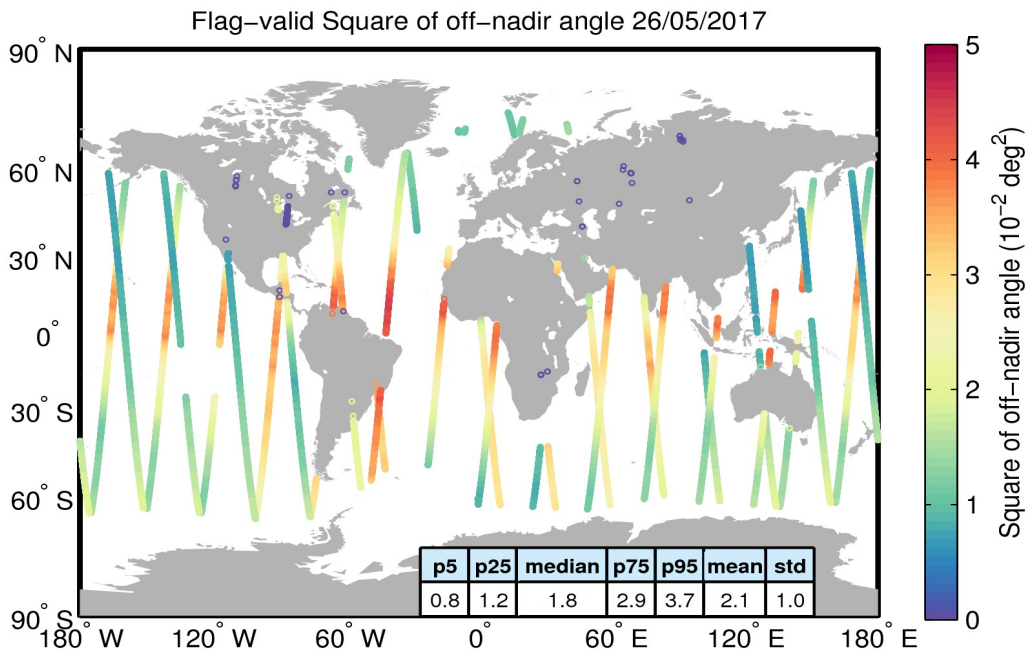 Flag−valid Square of off−nadir angle 26/05/2017
90° N
60° N
30° N
0°
30° S
60° S
90° S
180° W
120° W
60° W
0°
60° E
120° E
180° E
p5 p25 median p75 p95 mean std
0.8 1.2 1.8 2.9 3.7 2.1 1.0
5
4
3
2
1
0
Square of off−nadir angle (10⁻² deg²)